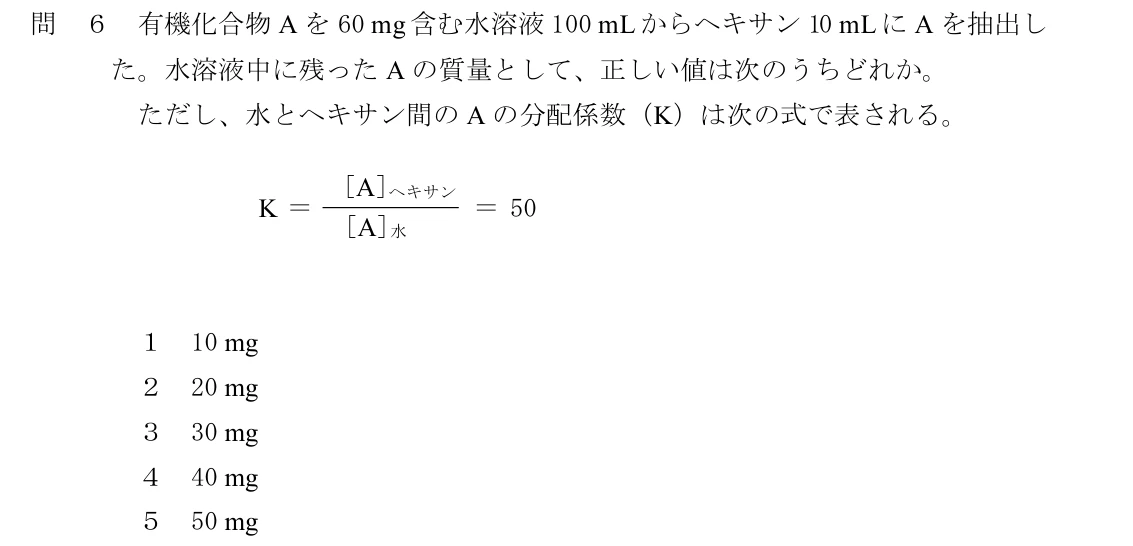 問 ６ 有機化合物 A を 60 mg 含む水溶液 100 mL からヘキサン 10 mL に A を抽出し
た。水溶液中に残った A の質量として、正しい値は次のうちどれか。
ただし、水とヘキサン間の A の分配係数（K）は次の式で表される。
K ＝ [A]ヘキサン / [A]水 ＝ 50
１ 10 mg
２ 20 mg
３ 30 mg
４ 40 mg
５ 50 mg